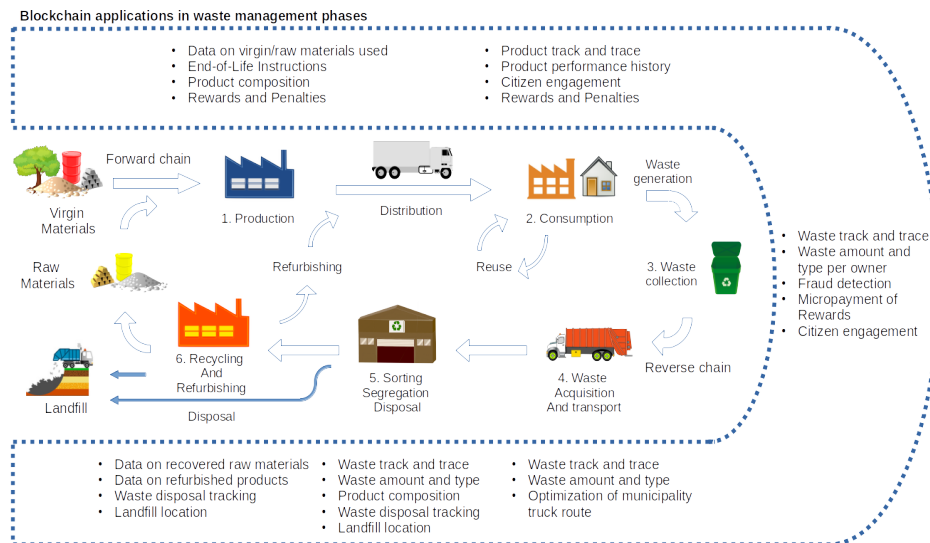 Blockchain applications in waste management phases
• Data on virgin/raw materials used
• End-of-Life Instructions
• Product composition
• Rewards and Penalties
• Product track and trace
• Product performance history
• Citizen engagement
• Rewards and Penalties
Forward chain
Virgin
Materials
1. Production
Distribution
2. Consumption
Waste
generation
Raw
Materials
Refurbishing
Reuse
3. Waste
collection
• Waste track and trace
• Waste amount and
type per owner
• Fraud detection
• Micropayment of
Rewards
• Citizen engagement
Landfill
6. Recycling
And
Refurbishing
Disposal
5. Sorting
Segregation
Disposal
4. Waste
Acquisition
And transport
Reverse chain
• Data on recovered raw materials
• Data on refurbished products
• Waste disposal tracking
• Landfill location
• Waste track and trace
• Waste amount and type
• Product composition
• Waste disposal tracking
• Landfill location
• Waste track and trace
• Waste amount and type
• Optimization of municipality
truck route